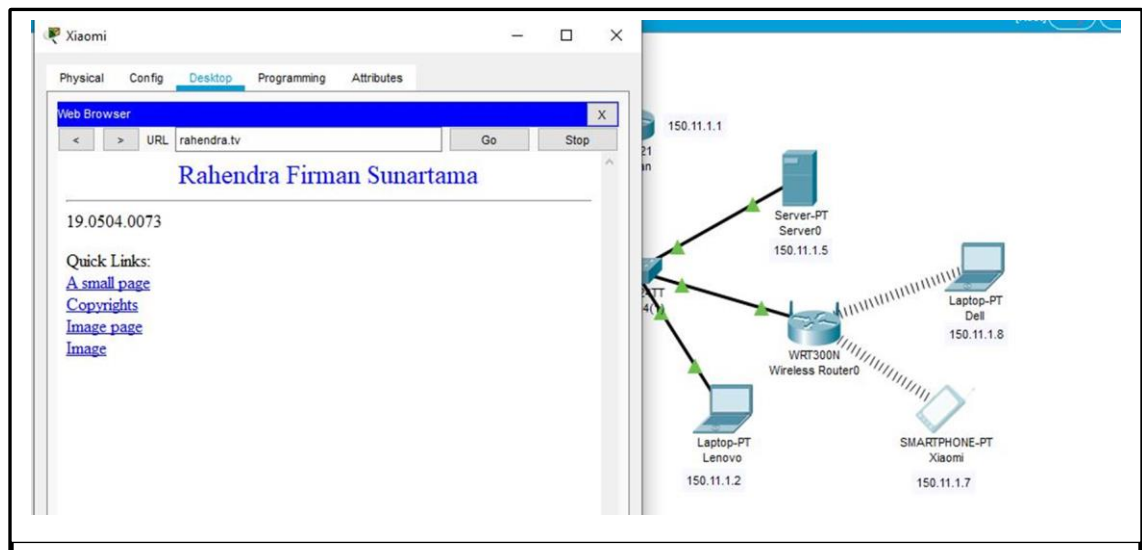 Xiaomi
Physical Config Desktop Programming Attributes
Web Browser
X
< > URL rahendra.tv Go Stop
Rahendra Firman Sunartama
19.0504.0073
Quick Links:
A small page
Copyrights
Image page
Image
150.11.1.1
21
an
Server-PT
Server0
150.11.1.5
Laptop-PT
Dell
150.11.1.8
WRT300N
Wireless Router0
Laptop-PT
Lenovo
150.11.1.2
SMARTPHONE-PT
Xiaomi
150.11.1.7